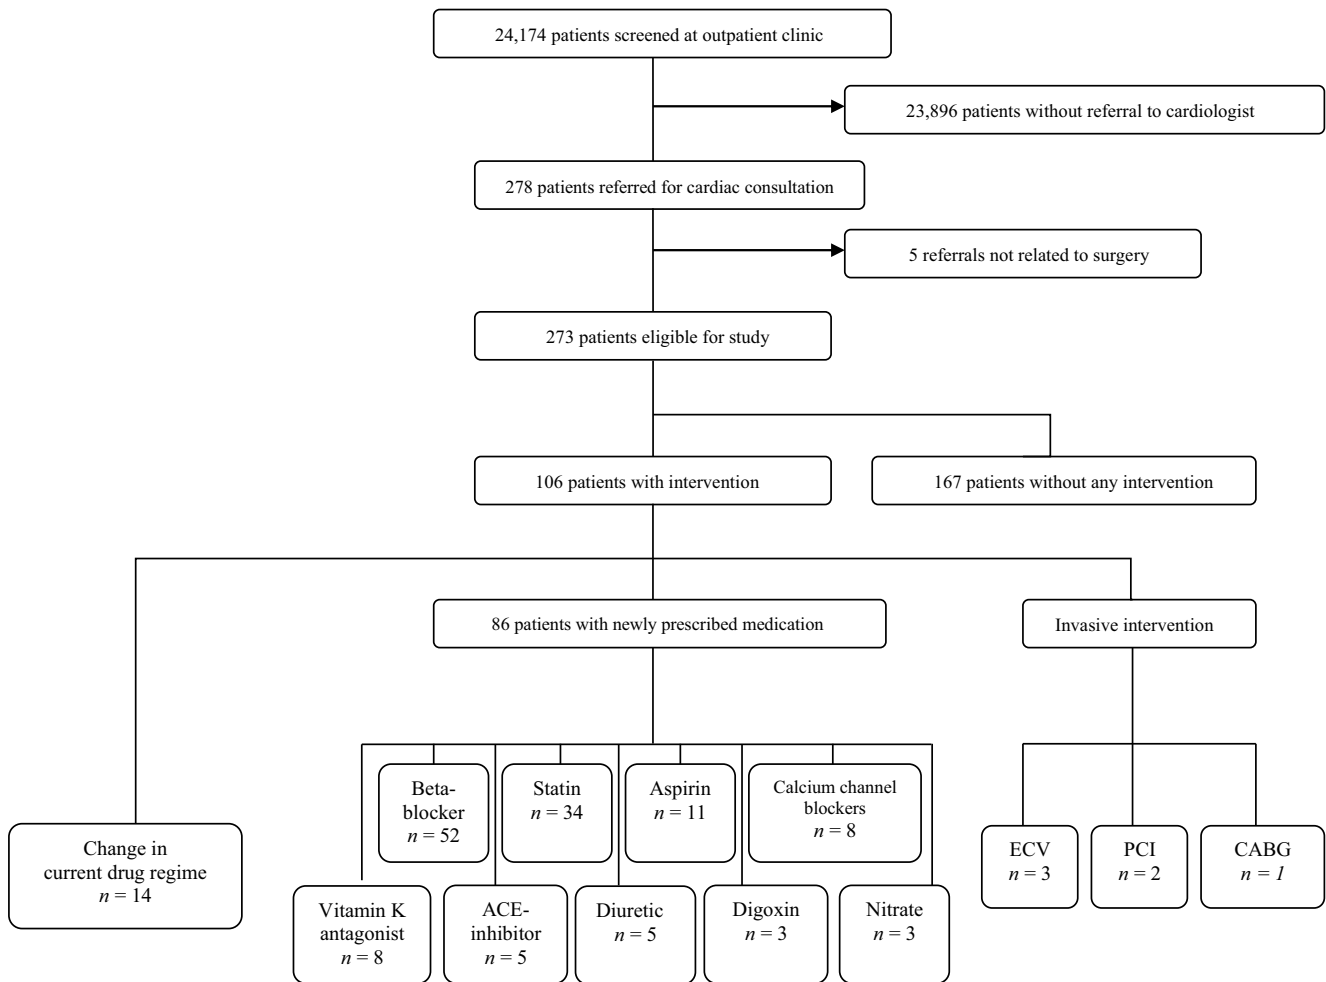 24,174 patients screened at outpatient clinic
23,896 patients without referral to cardiologist
278 patients referred for cardiac consultation
5 referrals not related to surgery
273 patients eligible for study
106 patients with intervention
167 patients without any intervention
86 patients with newly prescribed medication
Invasive intervention
Change in
current drug regime
n = 14
Beta-
blocker
n = 52
Statin
n = 34
Aspirin
n = 11
Calcium channel
blockers
n = 8
Vitamin K
antagonist
n = 8
ACE-
inhibitor
n = 5
Diuretic
n = 5
Digoxin
n = 3
Nitrate
n = 3
ECV
n = 3
PCI
n = 2
CABG
n = 1